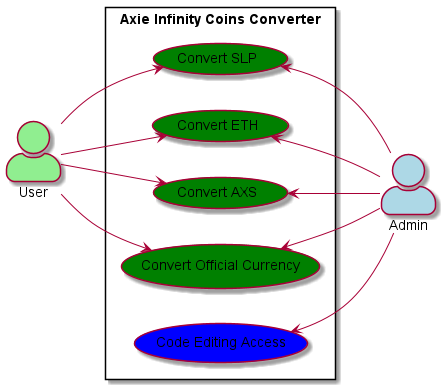 Axie Infinity Coins Converter
Convert SLP
Convert ETH
Convert AXS
Convert Official Currency
Code Editing Access
User
Admin